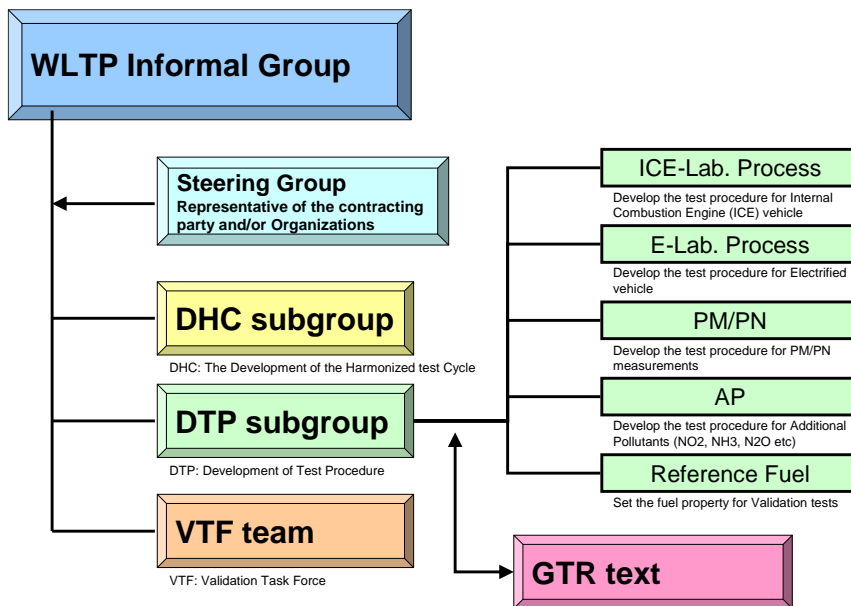 WLTP Informal Group
Steering Group
Representative of the contracting
party and/or Organizations
DHC subgroup
DHC: The Development of the Harmonized test Cycle
DTP subgroup
DTP: Development of Test Procedure
VTF team
VTF: Validation Task Force
ICE-Lab. Process
Develop the test procedure for Internal
Combustion Engine (ICE) vehicle
E-Lab. Process
Develop the test procedure for Electrified
vehicle
PM/PN
Develop the test procedure for PM/PN
measurements
AP
Develop the test procedure for Additional
Pollutants (NO2, NH3, N2O etc)
Reference Fuel
Set the fuel property for Validation tests
GTR text